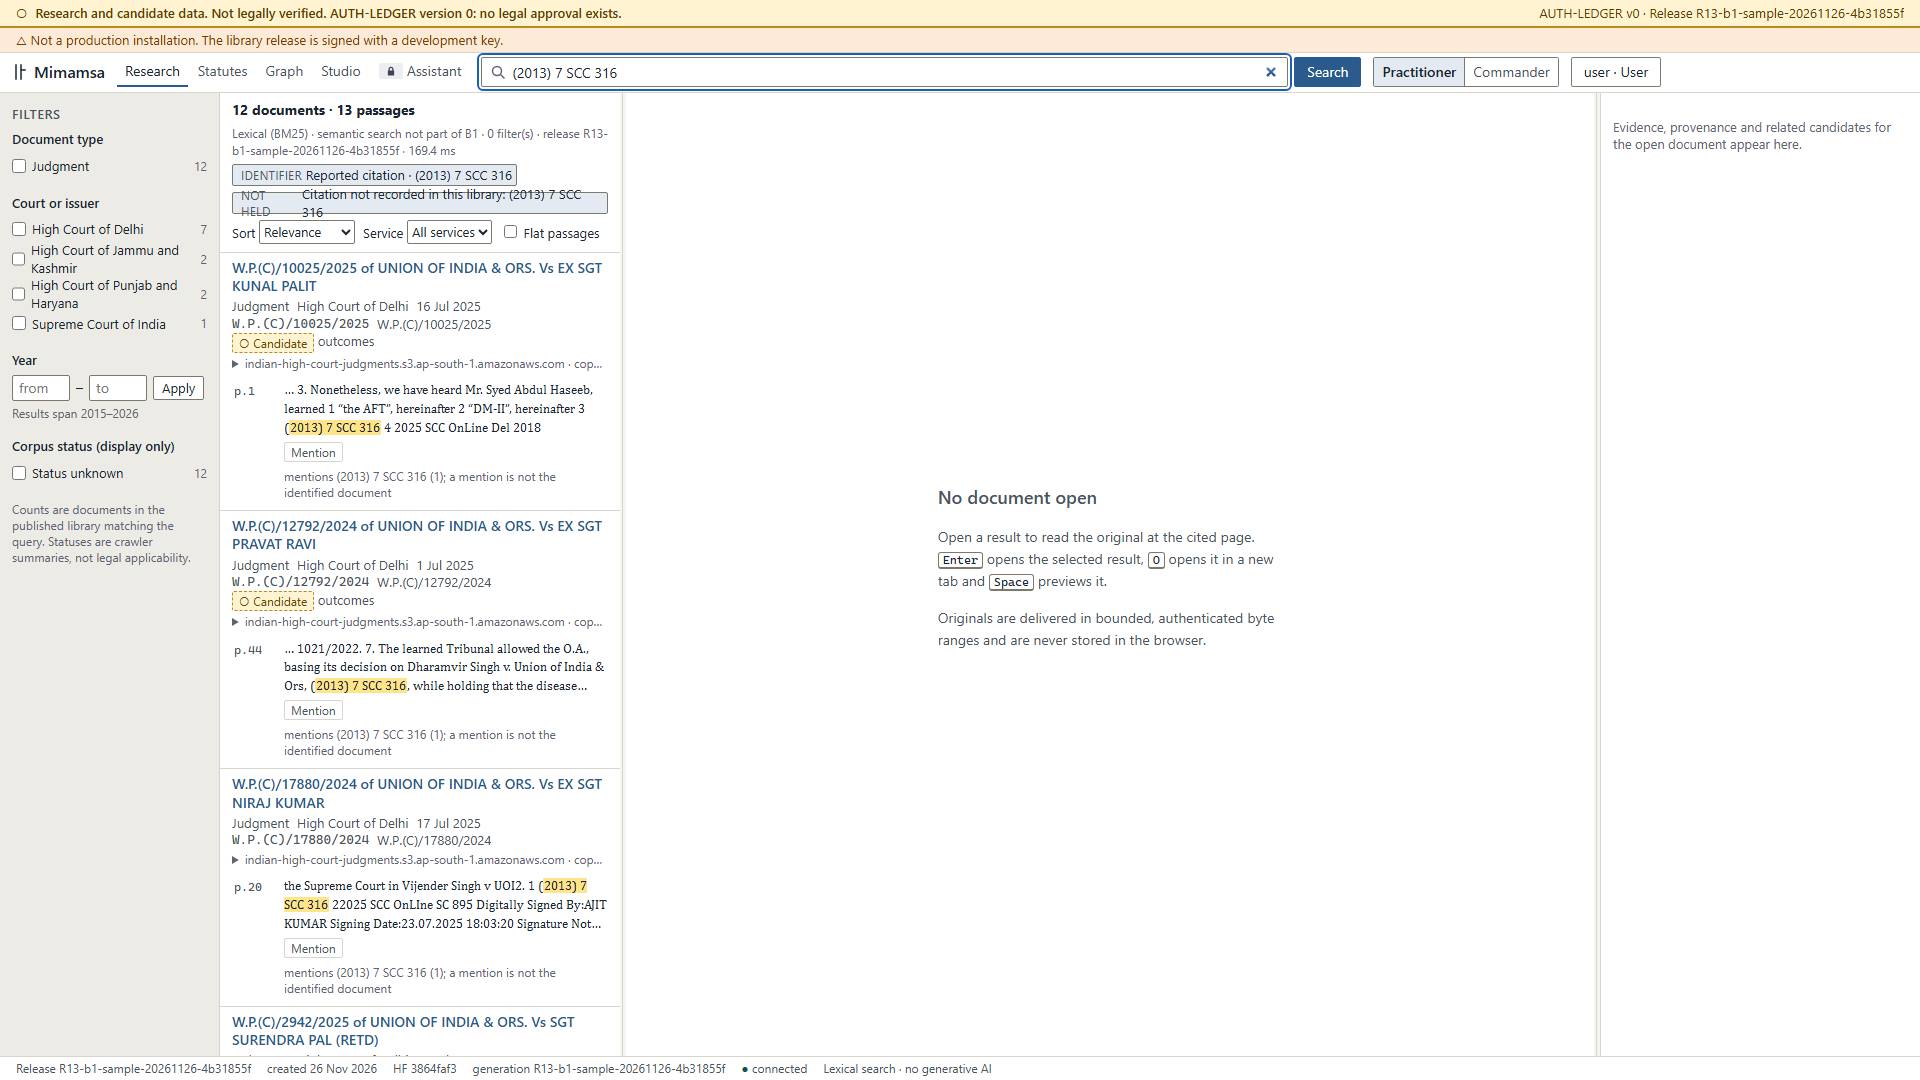 Research and candidate data. Not legally verified. AUTH-LEDGER version 0: no legal approval exists.
AUTH-LEDGER v0 · Release R13-b1-sample-20261126-4b31855f
⚠ Not a production installation. The library release is signed with a development key.
Mimamsa
Research
Statutes
Graph
Studio
Assistant
(2013) 7 SCC 316
Search
Practitioner
Commander
user · User
FILTERS
Document type
Judgment 12
Court or issuer
High Court of Delhi 7
High Court of Jammu and
Kashmir 2
High Court of Punjab and
Haryana 2
Supreme Court of India 1
Year
from – to Apply
Results span 2015–2026
Corpus status (display only)
Status unknown 12
Counts are documents in the
published library matching the
query. Statuses are crawler
summaries, not legal applicability.
12 documents · 13 passages
Lexical (BM25) · semantic search not part of B1 · 0 filter(s) · release R13-
b1-sample-20261126-4b31855f · 169.4 ms
IDENTIFIER Reported citation · (2013) 7 SCC 316
NOT HELD Citation not recorded in this library: (2013) 7 SCC
316
Sort Relevance Service All services Flat passages
W.P.(C)/10025/2025 of UNION OF INDIA & ORS. Vs EX SGT
KUNAL PALIT
Judgment High Court of Delhi 16 Jul 2025
W.P.(C)/10025/2025 W.P.(C)/10025/2025
Candidate outcomes
▶ indian-high-court-judgments.s3.ap-south-1.amazonaws.com · cop...
p.1
... 3. Nonetheless, we have heard Mr. Syed Abdul Haseeb,
learned 1 “the AFT”, hereinafter 2 “DM-II”, hereinafter 3
(2013) 7 SCC 316 4 2025 SCC OnLine Del 2018
Mention
mentions (2013) 7 SCC 316 (1); a mention is not the
identified document
W.P.(C)/12792/2024 of UNION OF INDIA & ORS. Vs EX SGT
PRAVAT RAVI
Judgment High Court of Delhi 1 Jul 2025
W.P.(C)/12792/2024 W.P.(C)/12792/2024
Candidate outcomes
▶ indian-high-court-judgments.s3.ap-south-1.amazonaws.com · cop...
p.44
... 1021/2022. 7. The learned Tribunal allowed the O.A.,
basing its decision on Dharamvir Singh v. Union of India &
Ors, (2013) 7 SCC 316, while holding that the disease...
Mention
mentions (2013) 7 SCC 316 (1); a mention is not the
identified document
W.P.(C)/17880/2024 of UNION OF INDIA & ORS. Vs EX SGT
NIRAJ KUMAR
Judgment High Court of Delhi 17 Jul 2025
W.P.(C)/17880/2024 W.P.(C)/17880/2024
▶ indian-high-court-judgments.s3.ap-south-1.amazonaws.com · cop...
p.20
the Supreme Court in Vijender Singh v UOI2. 1 (2013) 7
SCC 316 22025 SCC OnLIne SC 895 Digitally Signed By:AJIT
KUMAR Signing Date:23.07.2025 18:03:20 Signature Not...
Mention
mentions (2013) 7 SCC 316 (1); a mention is not the
identified document
W.P.(C)/2942/2025 of UNION OF INDIA & ORS. Vs SGT
SURENDRA PAL (RETD)
No document open
Open a result to read the original at the cited page.
Enter opens the selected result, O opens it in a new
tab and Space previews it.
Originals are delivered in bounded, authenticated byte
ranges and are never stored in the browser.
Evidence, provenance and related candidates for
the open document appear here.
Release R13-b1-sample-20261126-4b31855f created 26 Nov 2026 HF 3864faf3 generation R13-b1-sample-20261126-4b31855f ● connected Lexical search · no generative AI